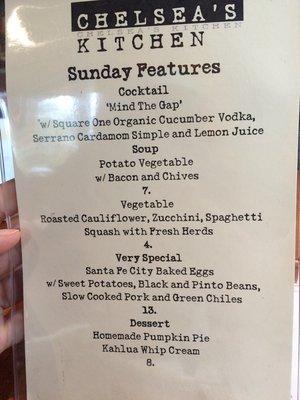 CHELSEA'S
CHELSEA'S KITCHEN
KITCHEN
Sunday Features
Cocktail
'Mind The Gap'
w/ Square One Organic Cucumber Vodka,
Serrano Cardamom Simple and Lemon Juice
Soup
Potato Vegetable
w/ Bacon and Chives
7.
Vegetable
Roasted Cauliflower, Zucchini, Spaghetti
Squash with Fresh Herds
4.
Very Special
Santa Fe City Baked Eggs
w/ Sweet Potatoes, Black and Pinto Beans,
Slow Cooked Pork and Green Chiles
13.
Dessert
Homemade Pumpkin Pie
Kahlua Whip Cream
8.